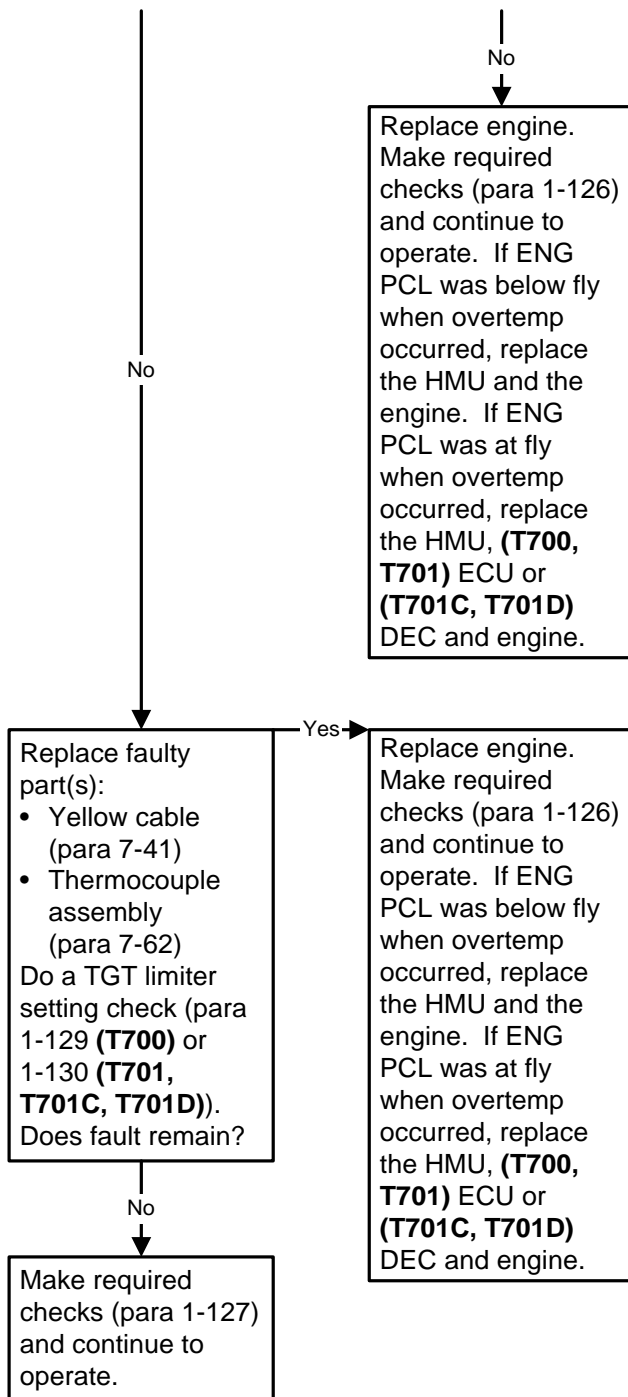 No
Replace engine.
Make required
checks (para 1-126)
and continue to
operate.  If ENG
PCL was below fly
when overtemp
occurred, replace
the HMU and the
engine.  If ENG
PCL was at fly
when overtemp
occurred, replace
the HMU, (T700,
T701) ECU or
(T701C, T701D)
DEC and engine.
No
Replace faulty
part(s):
• Yellow cable
(para 7-41)
• Thermocouple
assembly
(para 7-62)
Do a TGT limiter
setting check (para
1-129 (T700) or
1-130 (T701,
T701C, T701D)).
Does fault remain?
Yes
Replace engine.
Make required
checks (para 1-126)
and continue to
operate.  If ENG
PCL was below fly
when overtemp
occurred, replace
the HMU and the
engine.  If ENG
PCL was at fly
when overtemp
occurred, replace
the HMU, (T700,
T701) ECU or
(T701C, T701D)
DEC and engine.
No
Make required
checks (para 1-127)
and continue to
operate.